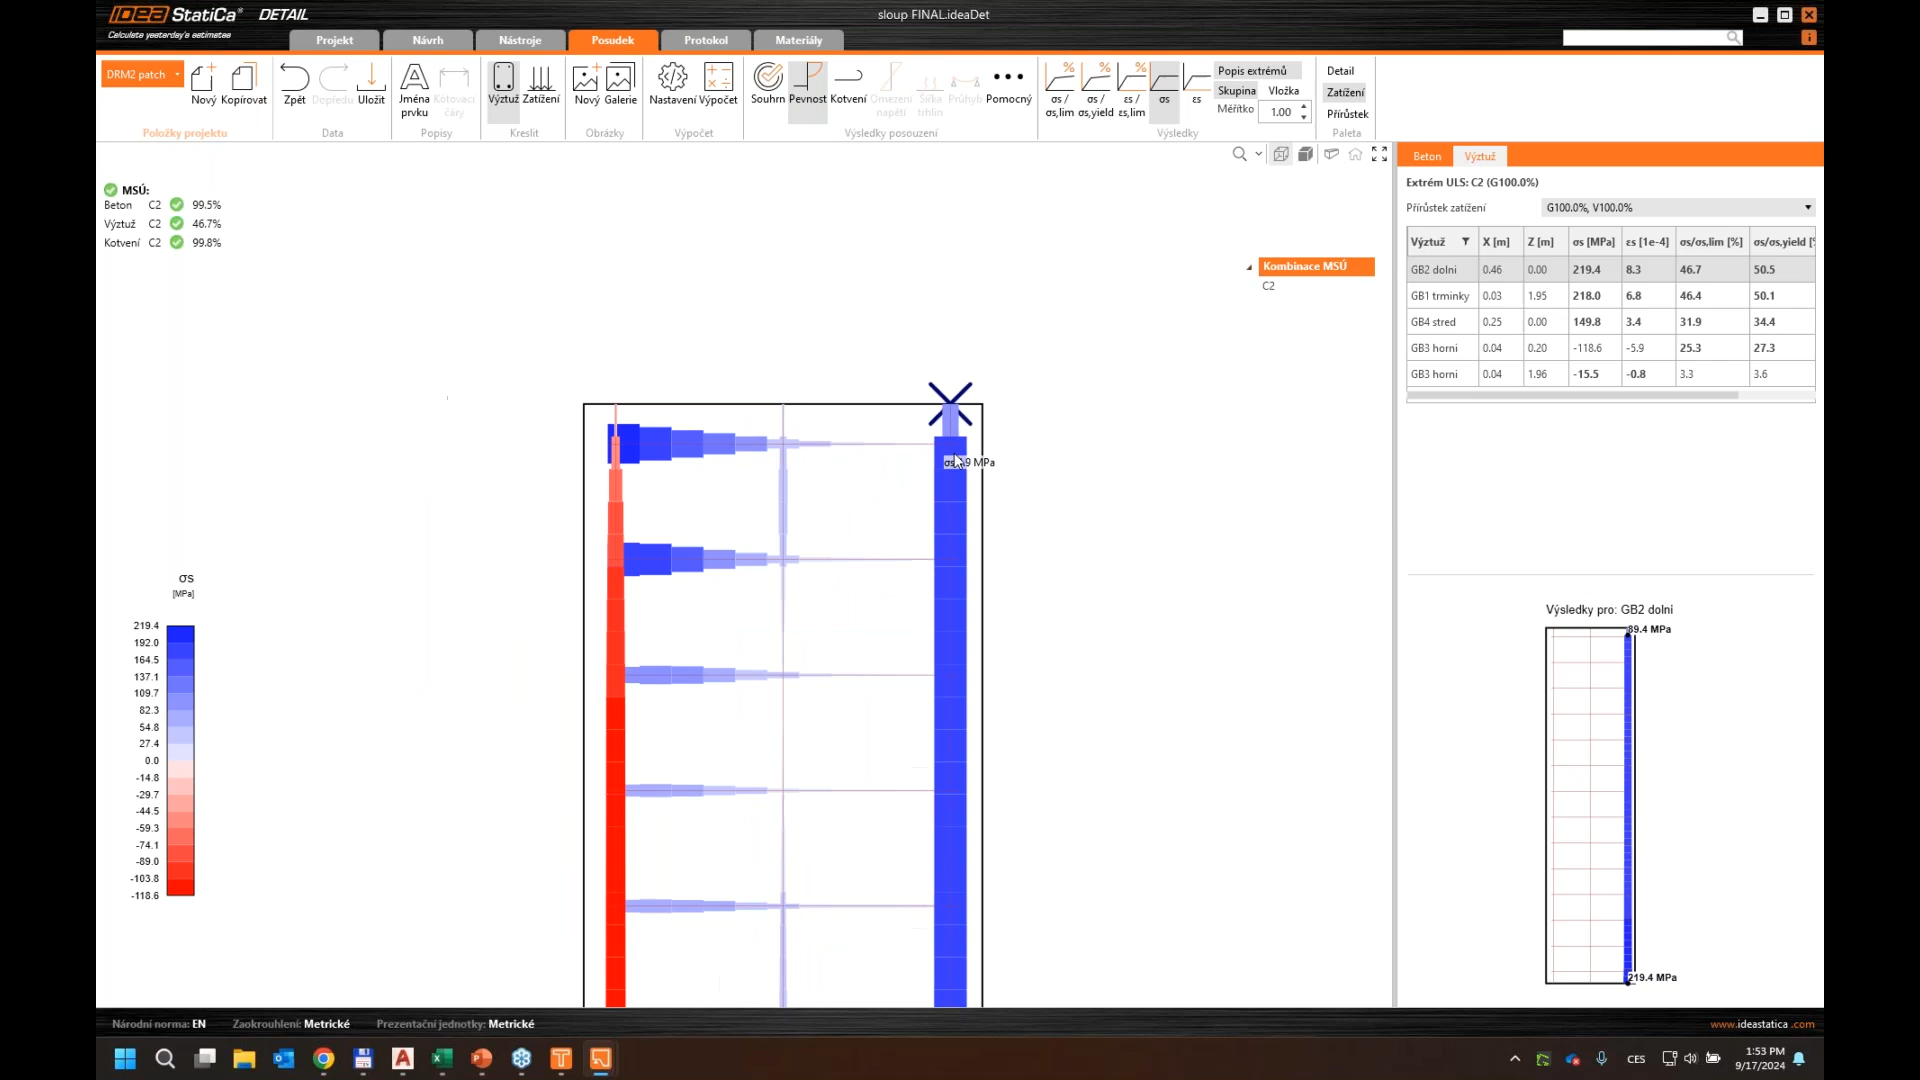 IDEA StatiCa® DETAIL
Calculate yesterday's estimates
sloup FINAL.ideaDet
Projekt Návrh Nástroje Posudek Protokol Materiály
DRM2 patch
Nový Kopírovat
Položky projektu
Zpět Dopředu Uložit
Data
Jména prvku
Kotovací čáry
Popisy
Výztuž Zatížení
Kreslit
Nový Galerie
Obrázky
Nastavení Výpočet
Výpočet
Souhrn Pevnost Kotvení Omezení napětí Šířka trhlin Průhyb Pomocný
Výsledky posouzení
σs / σs,lim σs / σs,yield εs / εs,lim σs εs
Popis extrémů
Skupina Vložka
Měřítko 1.00
Výsledky
Detail
Zatížení
Přírůstek
Paleta
MSÚ:
Beton C2 99.5%
Výztuž C2 46.7%
Kotvení C2 99.8%
Kombinace MSÚ
C2
σs
[MPa]
219.4
192.0
164.5
137.1
109.7
82.3
54.8
27.4
0.0
-14.8
-29.7
-44.5
-59.3
-74.1
-89.0
-103.8
-118.6
9 MPa
Beton Výztuž
Extrém ULS: C2 (G100.0%)
Přírůstek zatížení G100.0%, V100.0%
Výztuž X [m] Z [m] σs [MPa] εs [1e-4] σs/σs,lim [%] σs/σs,yield [%
GB2 dolni 0.46 0.00 219.4 8.3 46.7 50.5
GB1 trminky 0.03 1.95 218.0 6.8 46.4 50.1
GB4 stred 0.25 0.00 149.8 3.4 31.9 34.4
GB3 horni 0.04 0.20 -118.6 -5.9 25.3 27.3
GB3 horni 0.04 1.96 -15.5 -0.8 3.3 3.6
Výsledky pro: GB2 dolni
89.4 MPa
219.4 MPa
Národní norma: EN Zaokrouhlení: Metrické Prezentační jednotky: Metrické
www.ideastatica.com
CES
1:53 PM
9/17/2024